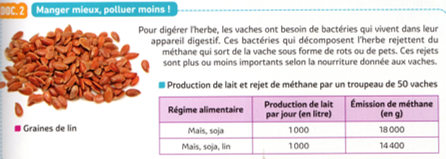 DOC. 2 Manger mieux, polluer moins !
Pour digérer l'herbe, les vaches ont besoin de bactéries qui vivent dans leur
appareil digestif. Ces bactéries qui décomposent l'herbe rejettent du
méthane qui sort de la vache sous forme de rots ou de pets. Ces rejets
sont plus ou moins importants selon la nourriture donnée aux vaches.
Production de lait et rejet de méthane par un troupeau de 50 vaches
Régime alimentaire Production de lait par jour (en litre) Émission de méthane (en g)
Maïs, soja 1 000 18 000
Maïs, soja, lin 1 000 14 400
Graines de lin